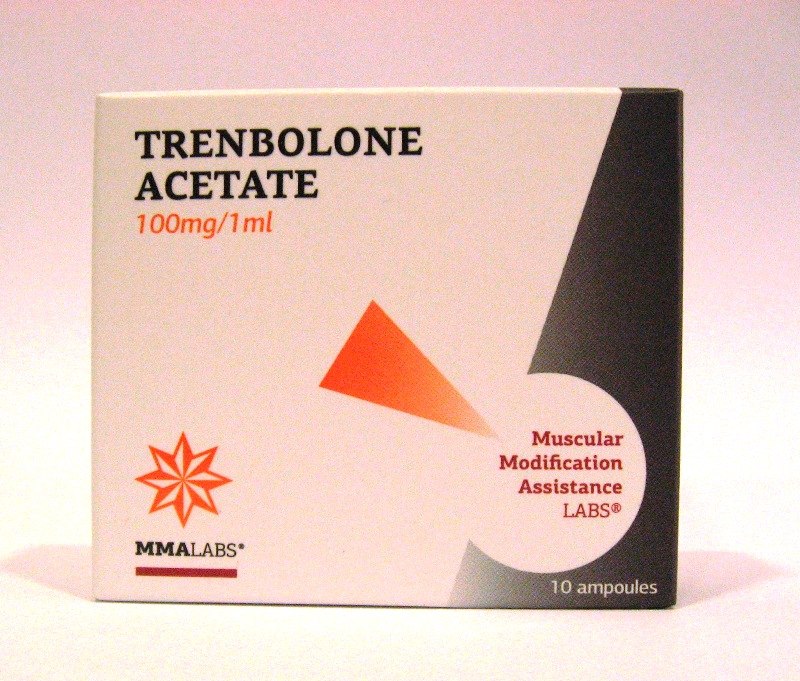 TRENBOLONE
ACETATE
100mg/1ml
Muscular
Modification
Assistance
LABS®
MMALABS®
10 ampoules